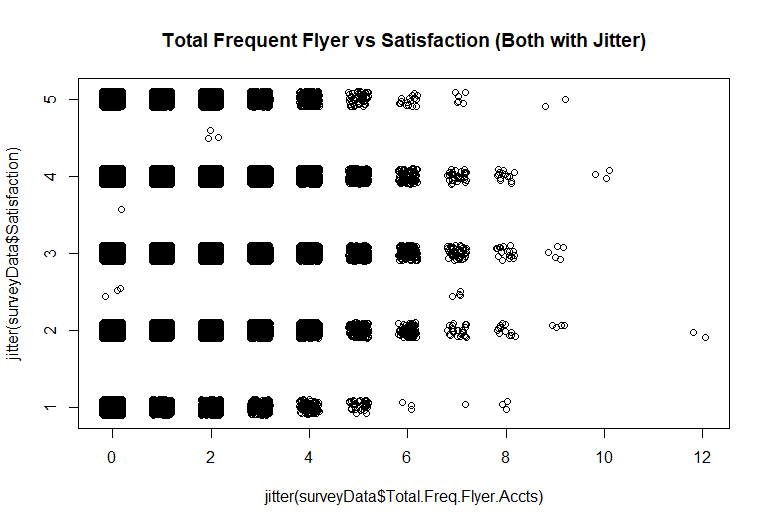 Total Frequent Flyer vs Satisfaction (Both with Jitter)
jitter(surveyData$Satisfaction)
5
4
3
2
1
0 2 4 6 8 10 12
jitter(surveyData$Total.Freq.Flyer.Accts)